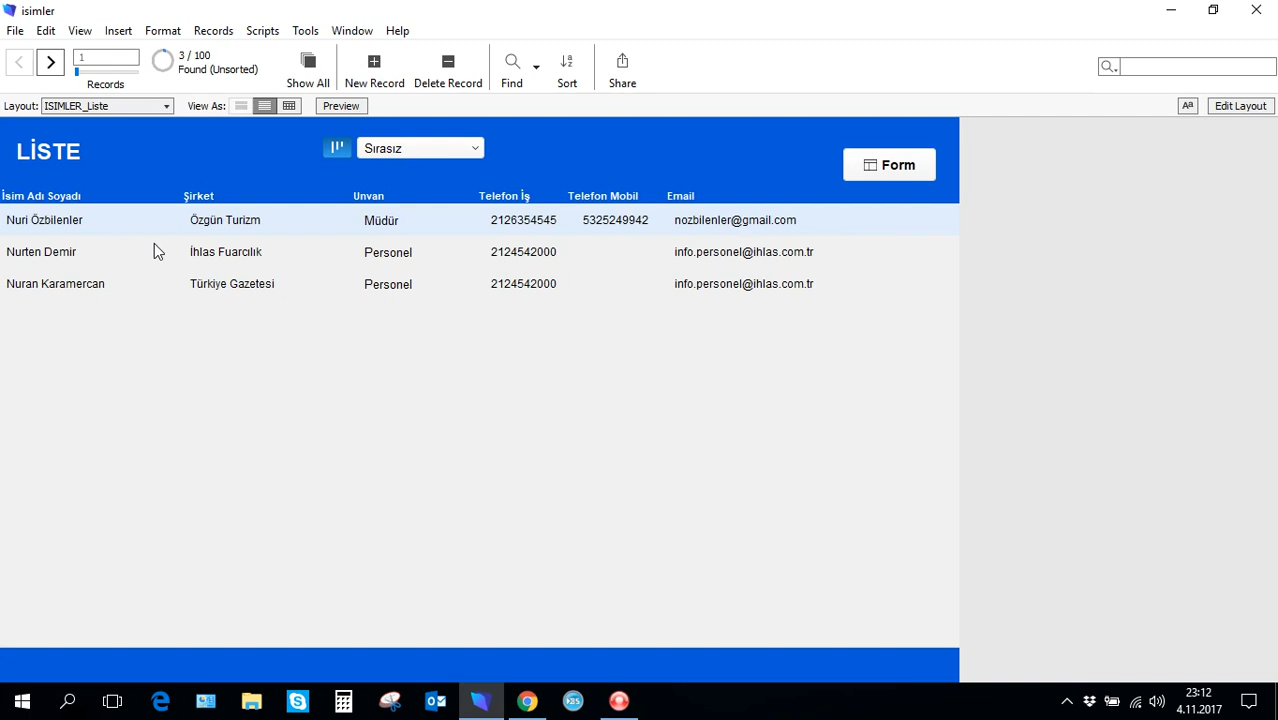 isimler
File Edit View Insert Format Records Scripts Tools Window Help
1
3 / 100
Found (Unsorted)
Records Show All New Record Delete Record Find Sort Share
Layout: ISIMLER_Liste View As: Preview Aa Edit Layout
LİSTE Sırasız Form
İsim Adı Soyadı Şirket Unvan Telefon İş Telefon Mobil Email
Nuri Özbilenler Özgün Turizm Müdür 2126354545 5325249942 nozbilenler@gmail.com
Nurten Demir İhlas Fuarcılık Personel 2124542000 info.personel@ihlas.com.tr
Nuran Karamercan Türkiye Gazetesi Personel 2124542000 info.personel@ihlas.com.tr
KBS
23:12
4.11.2017